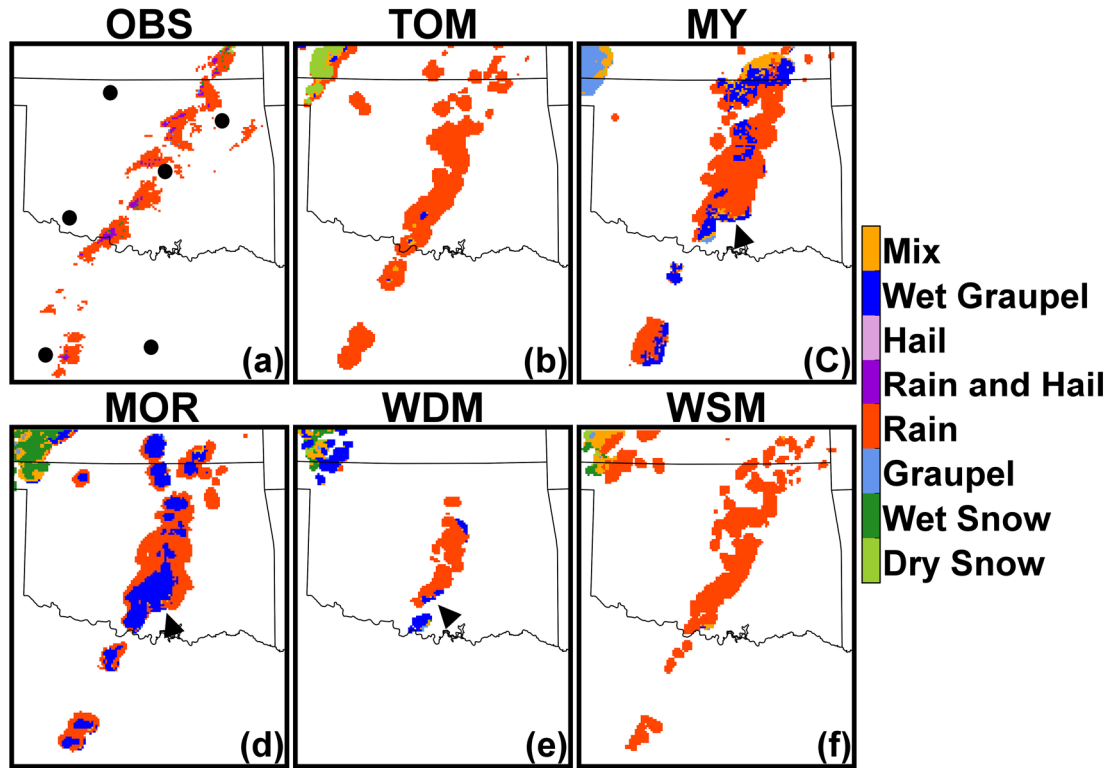 OBS
TOM
MY
(a)
(b)
(C)
MOR
WDM
WSM
(d)
(e)
(f)
Mix
Wet Graupel
Hail
Rain and Hail
Rain
Graupel
Wet Snow
Dry Snow